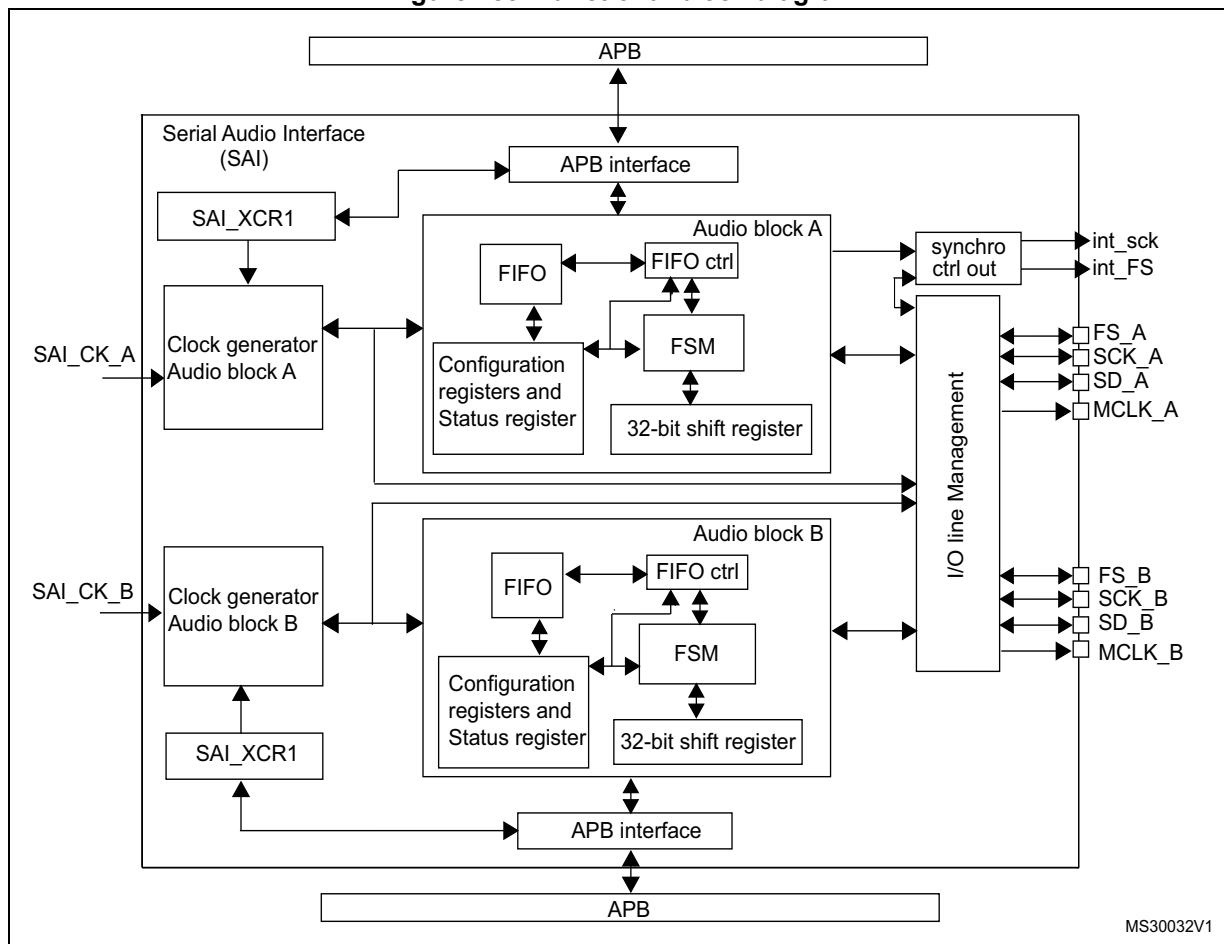 APB
Serial Audio Interface
(SAI)
APB interface
SAI_XCR1
Audio block A
FIFO
FIFO ctrl
synchro
ctrl out
int_sck
int_FS
Clock generator
Audio block A
SAI_CK_A
Configuration
registers and
Status register
FSM
32-bit shift register
FS_A
SCK_A
SD_A
MCLK_A
I/O line Management
Audio block B
FIFO
FIFO ctrl
SAI_CK_B
Clock generator
Audio block B
FSM
Configuration
registers and
Status register
32-bit shift register
FS_B
SCK_B
SD_B
MCLK_B
SAI_XCR1
APB interface
APB
MS30032V1